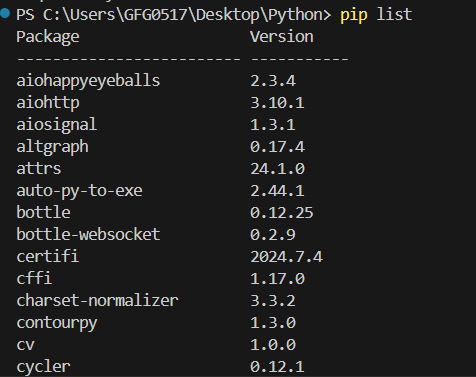 PS C:\Users\GFG0517\Desktop\Python> pip list
Package Version
------------------------- -----------
aiohappyeyeballs 2.3.4
aiohttp 3.10.1
aiosignal 1.3.1
altgraph 0.17.4
attrs 24.1.0
auto-py-to-exe 2.44.1
bottle 0.12.25
bottle-websocket 0.2.9
certifi 2024.7.4
cffi 1.17.0
charset-normalizer 3.3.2
contourpy 1.3.0
cv 1.0.0
cycler 0.12.1